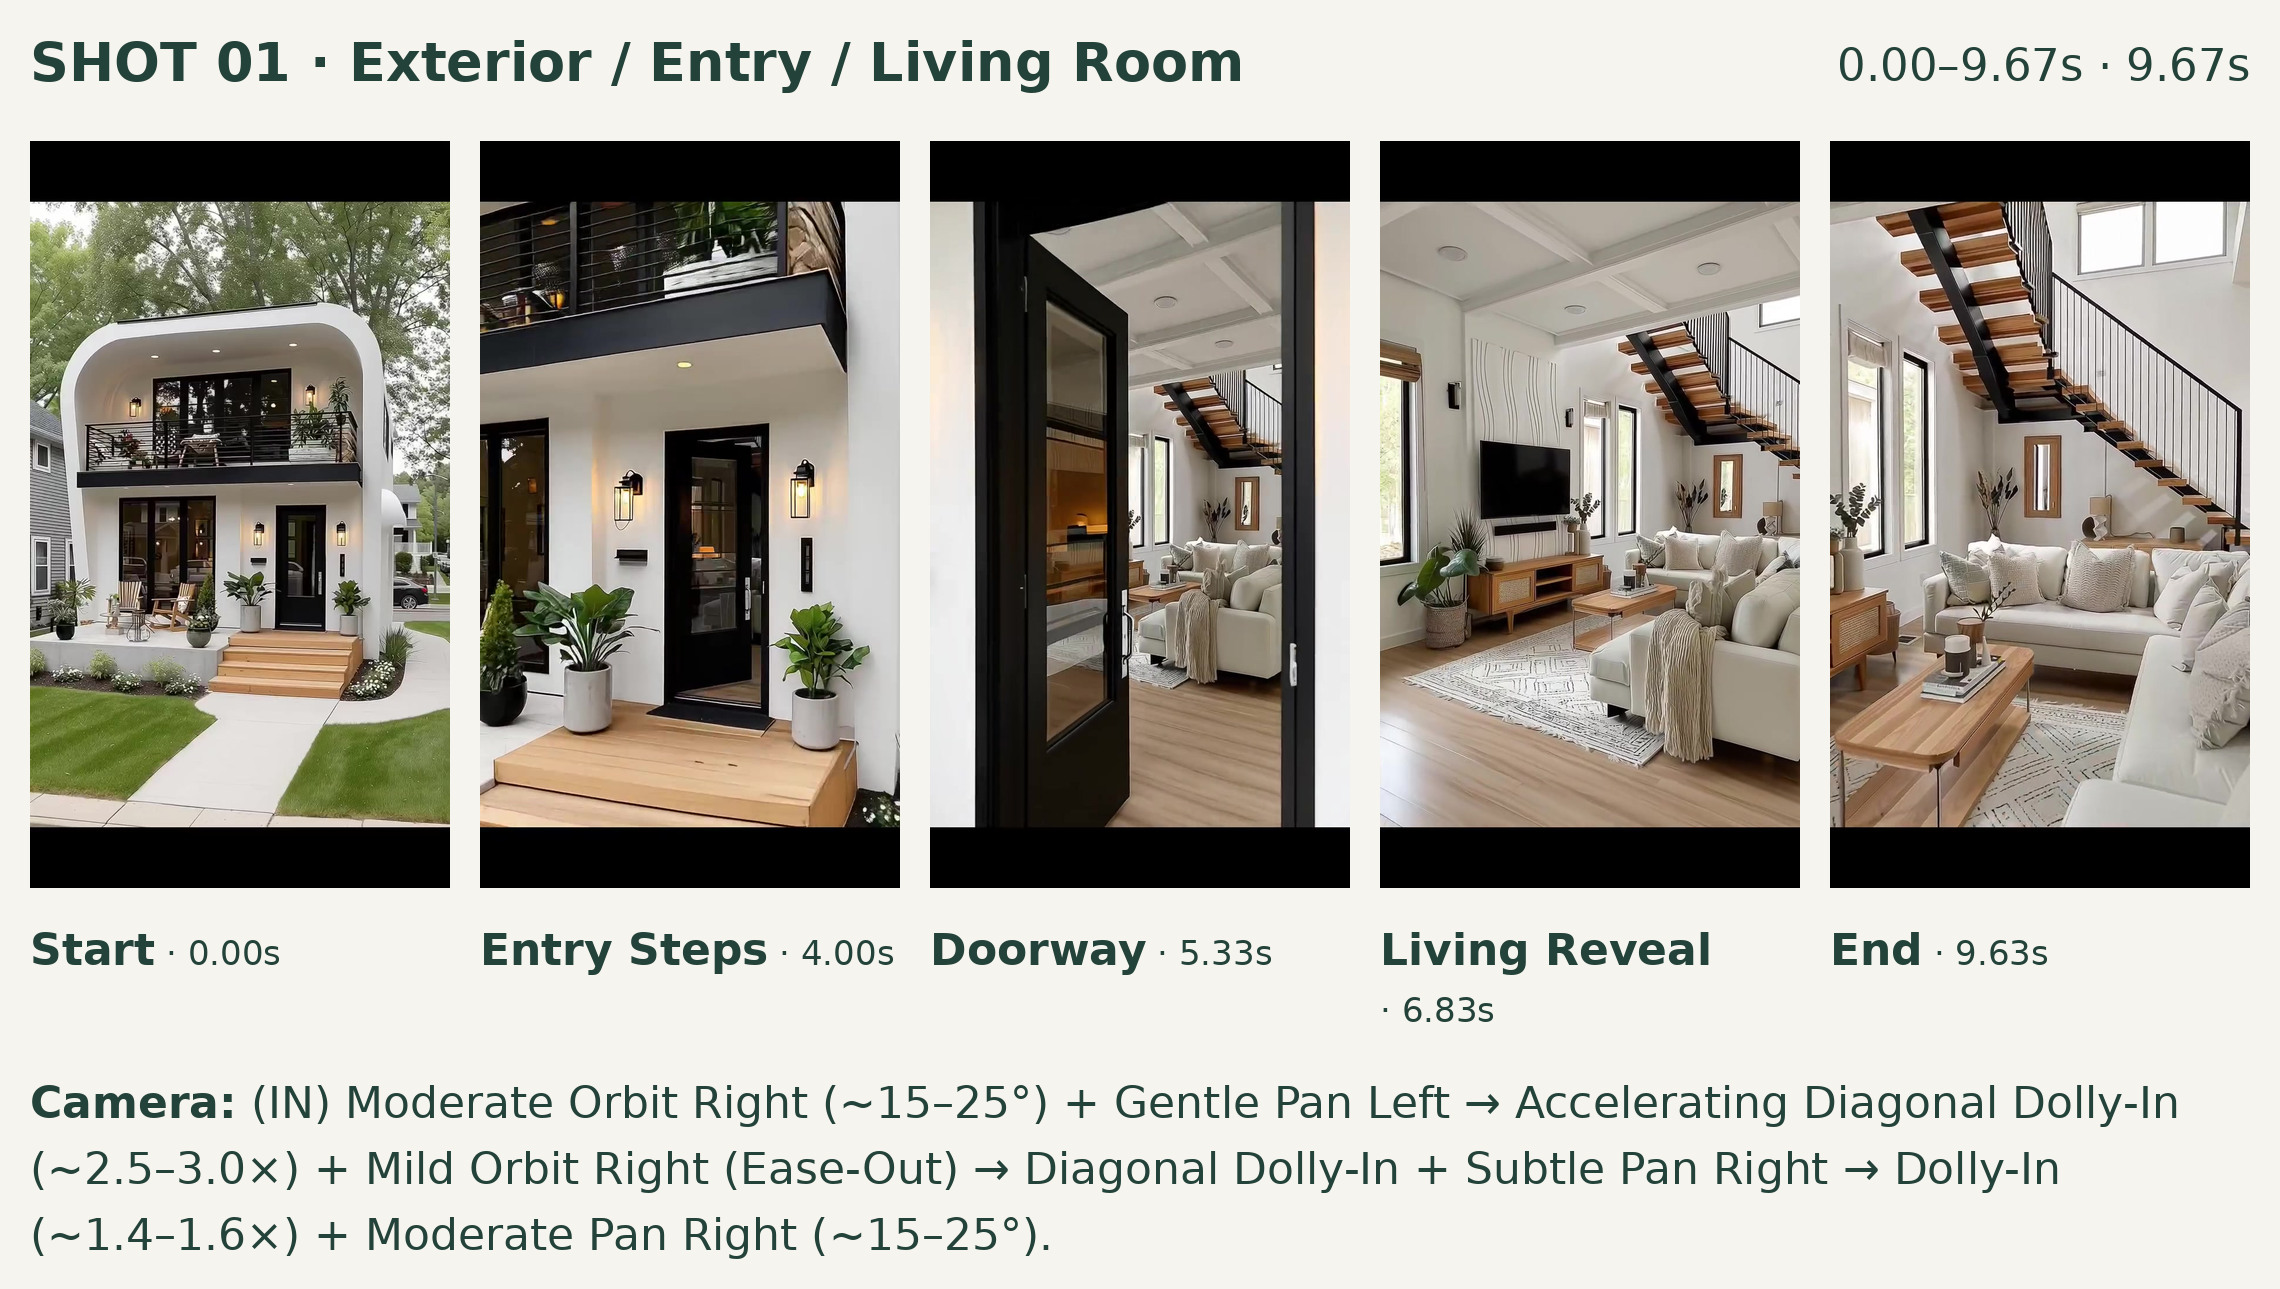 SHOT 01 · Exterior / Entry / Living Room
0.00–9.67s · 9.67s
Start · 0.00s
Entry Steps · 4.00s
Doorway · 5.33s
Living Reveal
· 6.83s
End · 9.63s
Camera: (IN) Moderate Orbit Right (~15–25°) + Gentle Pan Left → Accelerating Diagonal Dolly-In
(~2.5–3.0×) + Mild Orbit Right (Ease-Out) → Diagonal Dolly-In + Subtle Pan Right → Dolly-In
(~1.4–1.6×) + Moderate Pan Right (~15–25°).